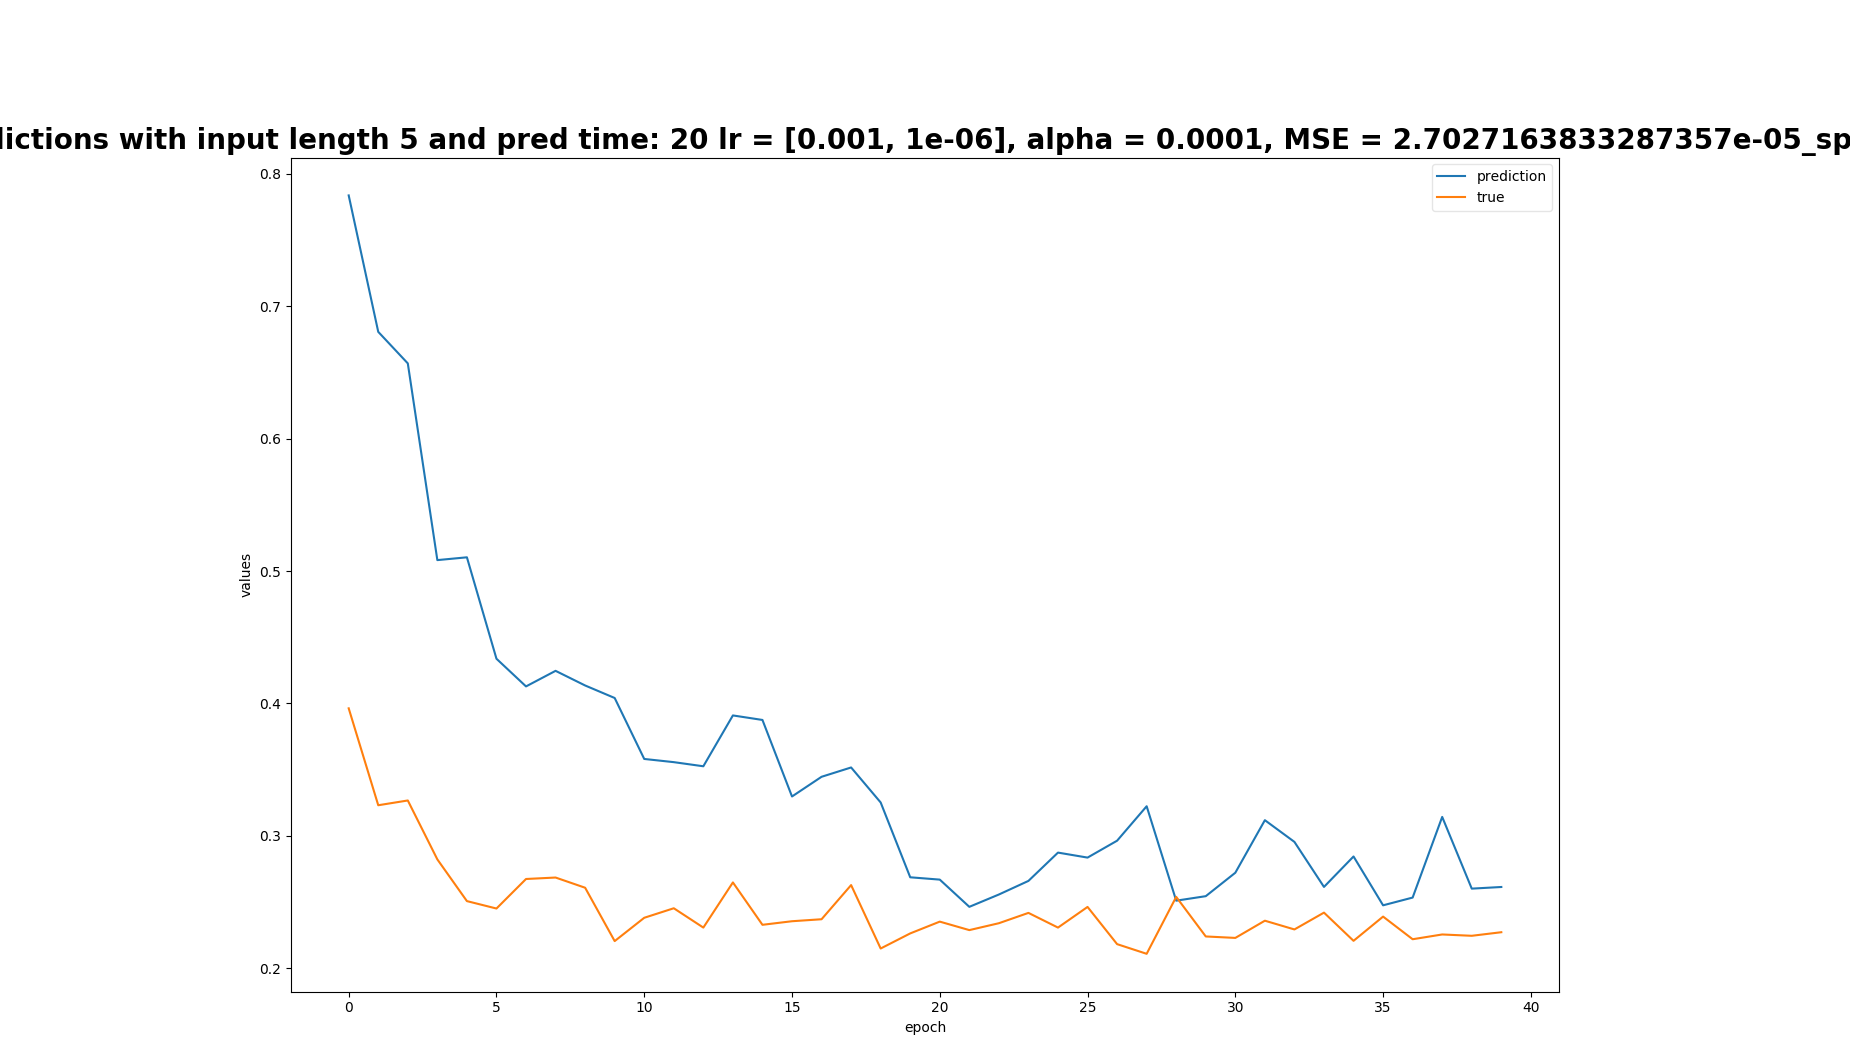 dictions with input length 5 and pred time: 20 lr = [0.001, 1e-06], alpha = 0.0001, MSE = 2.7027163833287357e-05_sp
prediction
true
0.8
0.7
0.6
0.5
0.4
0.3
0.2
values
0 5 10 15 20 25 30 35 40
epoch